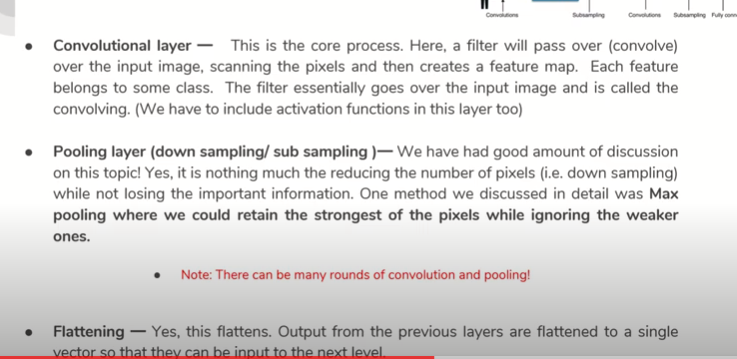 Convolutions Subsampling Convolutions Subsampling Fully conn
• Convolutional layer — This is the core process. Here, a filter will pass over (convolve)
over the input image, scanning the pixels and then creates a feature map. Each feature
belongs to some class. The filter essentially goes over the input image and is called the
convolving. (We have to include activation functions in this layer too)
• Pooling layer (down sampling/ sub sampling )— We have had good amount of discussion
on this topic! Yes, it is nothing much the reducing the number of pixels (i.e. down sampling)
while not losing the important information. One method we discussed in detail was Max
pooling where we could retain the strongest of the pixels while ignoring the weaker
ones.
• Note: There can be many rounds of convolution and pooling!
• Flattening — Yes, this flattens. Output from the previous layers are flattened to a single
vector so that they can be input to the next level.